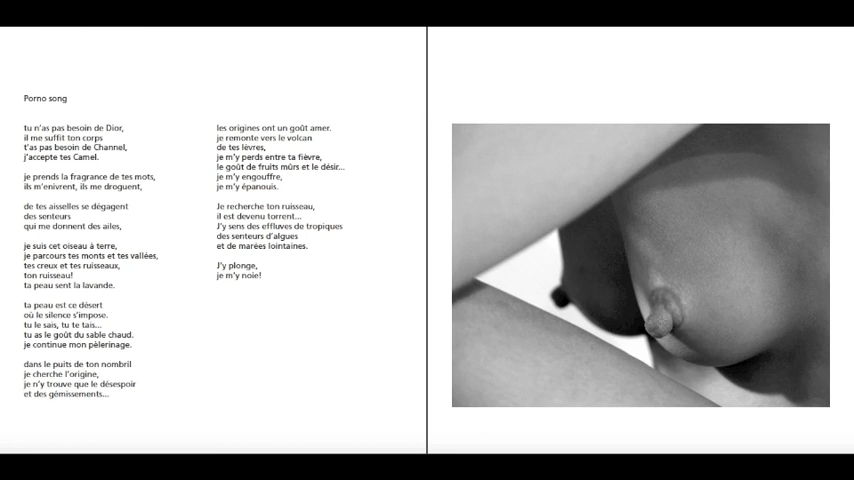 Porno song
tu n'as pas besoin de Dior,
il me suffit ton corps
t'as pas besoin de Channel,
j'accepte tes Camel.
je prends la fragrance de tes mots,
ils m'enivrent, ils me droguent,
de tes aisselles se dégagent
des senteurs
qui me donnent des ailes,
je suis cet oiseau à terre,
je parcours tes monts et tes vallées,
tes creux et tes ruisseaux,
ton ruisseau!
ta peau sent la lavande.
ta peau est ce désert
où le silence s'impose.
tu le sais, tu te tais...
tu as le goût du sable chaud.
je continue mon pèlerinage.
dans le puits de ton nombril
je cherche l'origine,
je n'y trouve que le désespoir
et des gémissements...
les origines ont un goût amer.
je remonte vers le volcan
de tes lèvres,
je m'y perds entre ta fièvre,
le goût de fruits mûrs et le désir...
je m'y engouffre,
je m'y épanouis.
Je recherche ton ruisseau,
il est devenu torrent...
J'y sens des effluves de tropiques
des senteurs d'algues
et de marées lointaines.
J'y plonge,
je m'y noie!